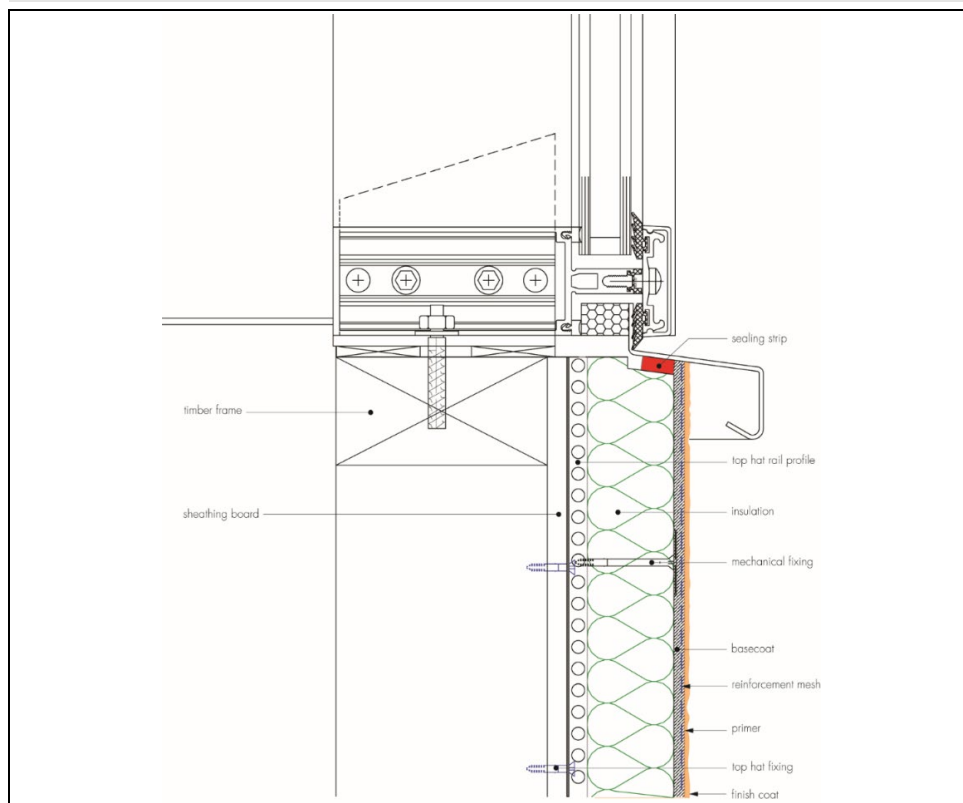 sealing strip
timber frame
top hat rail profile
sheathing board
insulation
mechanical fixing
basecoat
reinforcement mesh
primer
top hat fixing
finish coat